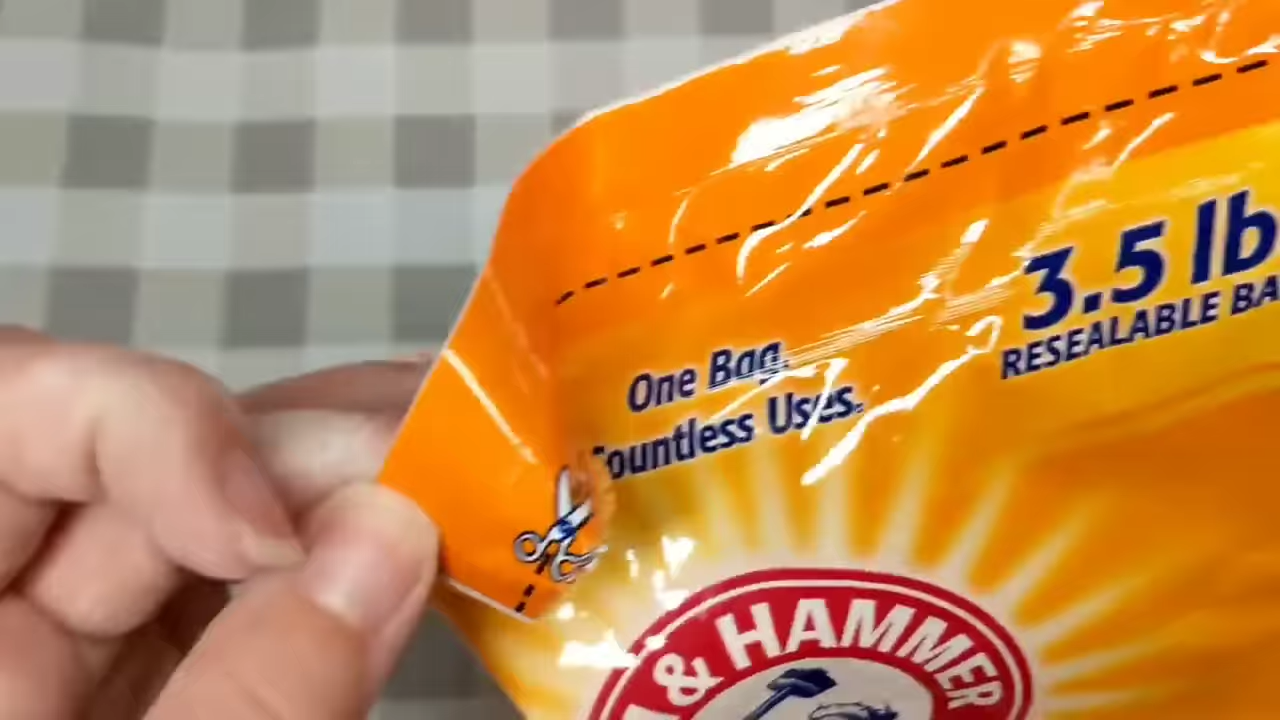 3.5 lb
RESEALABLE BA
One Bag.
ountless Uses.
& HAMMER